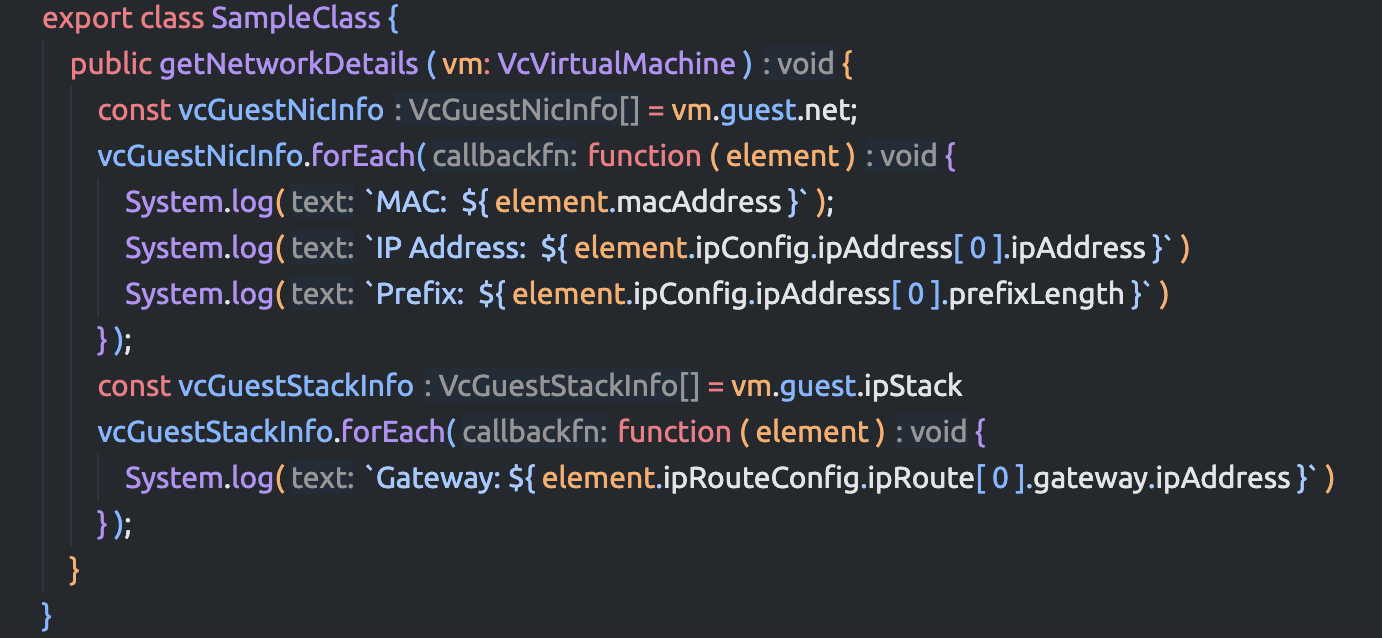 export class SampleClass {
public getNetworkDetails ( vm: VcVirtualMachine ) : void {
const vcGuestNicInfo : VcGuestNicInfo[] = vm.guest.net;
vcGuestNicInfo.forEach( callbackfn: function ( element ) : void {
System.log( text: `MAC:  ${ element.macAddress }` );
System.log( text: `IP Address:  ${ element.ipConfig.ipAddress[ 0 ].ipAddress }` )
System.log( text: `Prefix:  ${ element.ipConfig.ipAddress[ 0 ].prefixLength }` )
} );
const vcGuestStackInfo : VcGuestStackInfo[] = vm.guest.ipStack
vcGuestStackInfo.forEach( callbackfn: function ( element ) : void {
System.log( text: `Gateway: ${ element.ipRouteConfig.ipRoute[ 0 ].gateway.ipAddress }` )
} );
}
}